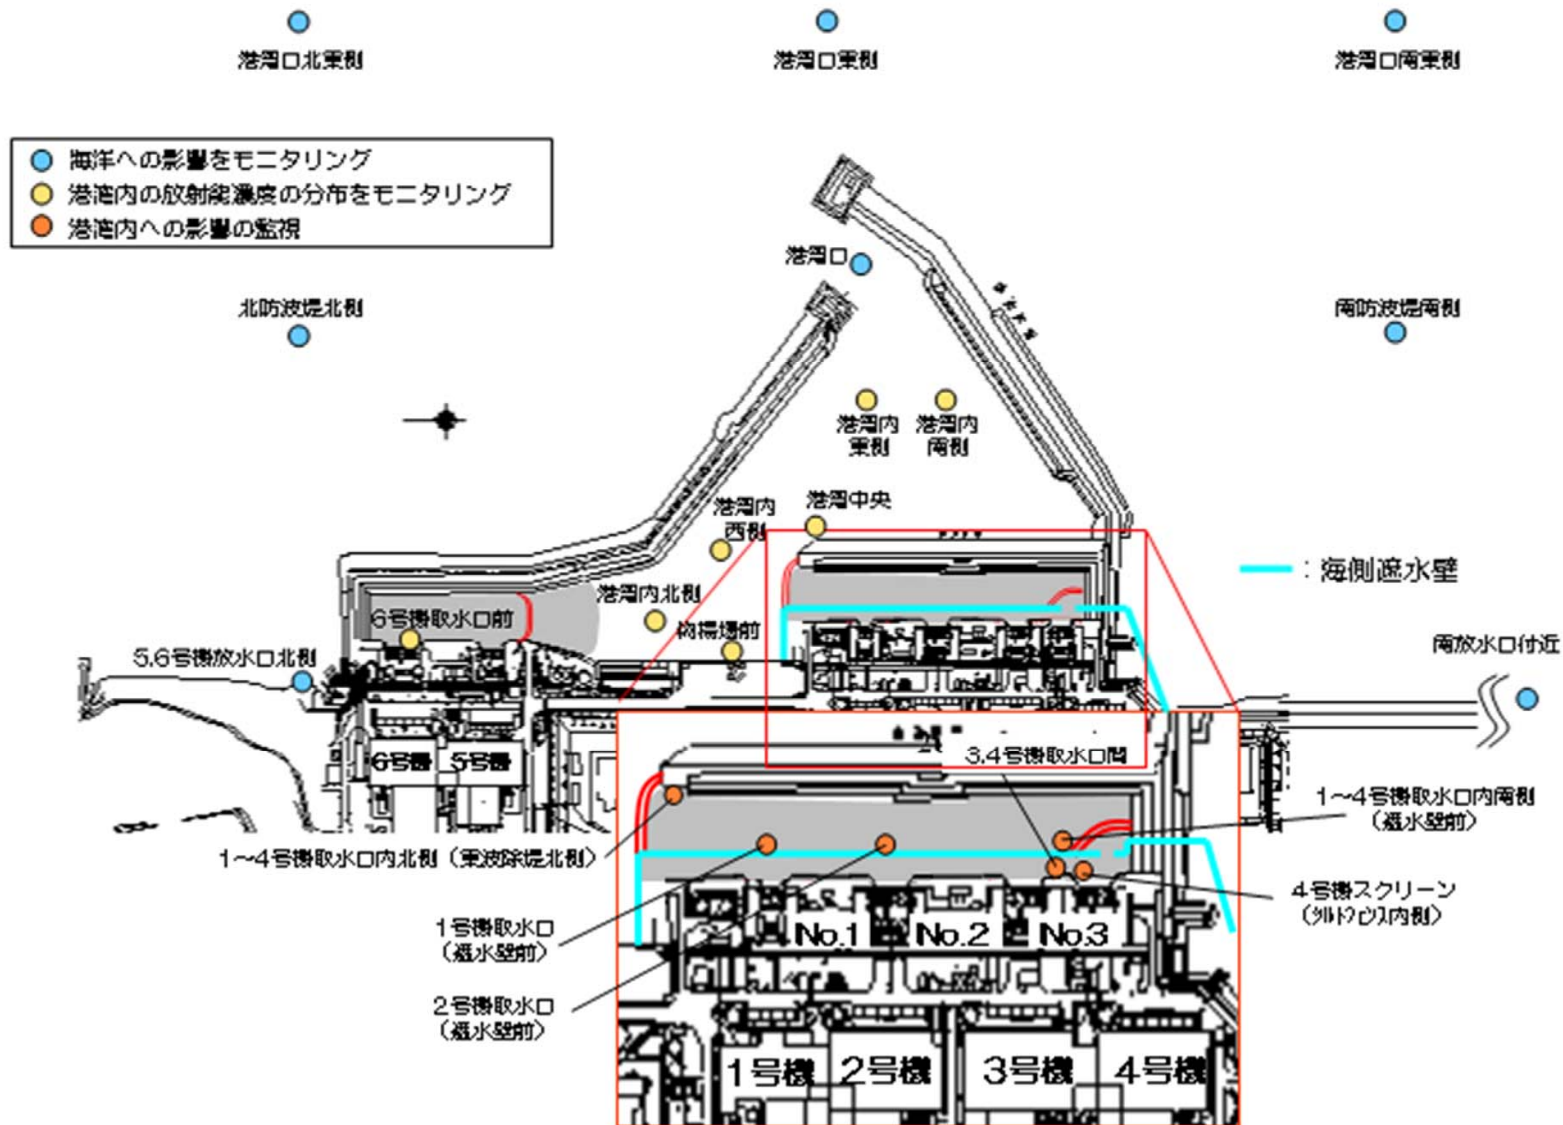 港湾口北東側
港湾口東側
港湾口南東側
海洋への影響をモニタリング
港湾内の放射能濃度の分布をモニタリング
港湾内への影響の監視
港湾口
北防波堤北側
南防波堤南側
港湾内
東側
港湾内
南側
港湾中央
港湾内
西側
:海側遮水壁
港湾内北側
6号機取水口前
物揚場前
5,6号機放水口北側
南放水口付近
6号機
5号機
3,4号機取水口間
1~4号機取水口内南側
(遮水壁前)
1~4号機取水口内北側(東波除堤北側)
4号機スクリーン
(シルトフェンス内側)
1号機取水口
(遮水壁前)
No.1
No.2
No.3
2号機取水口
(遮水壁前)
1号機
2号機
3号機
4号機